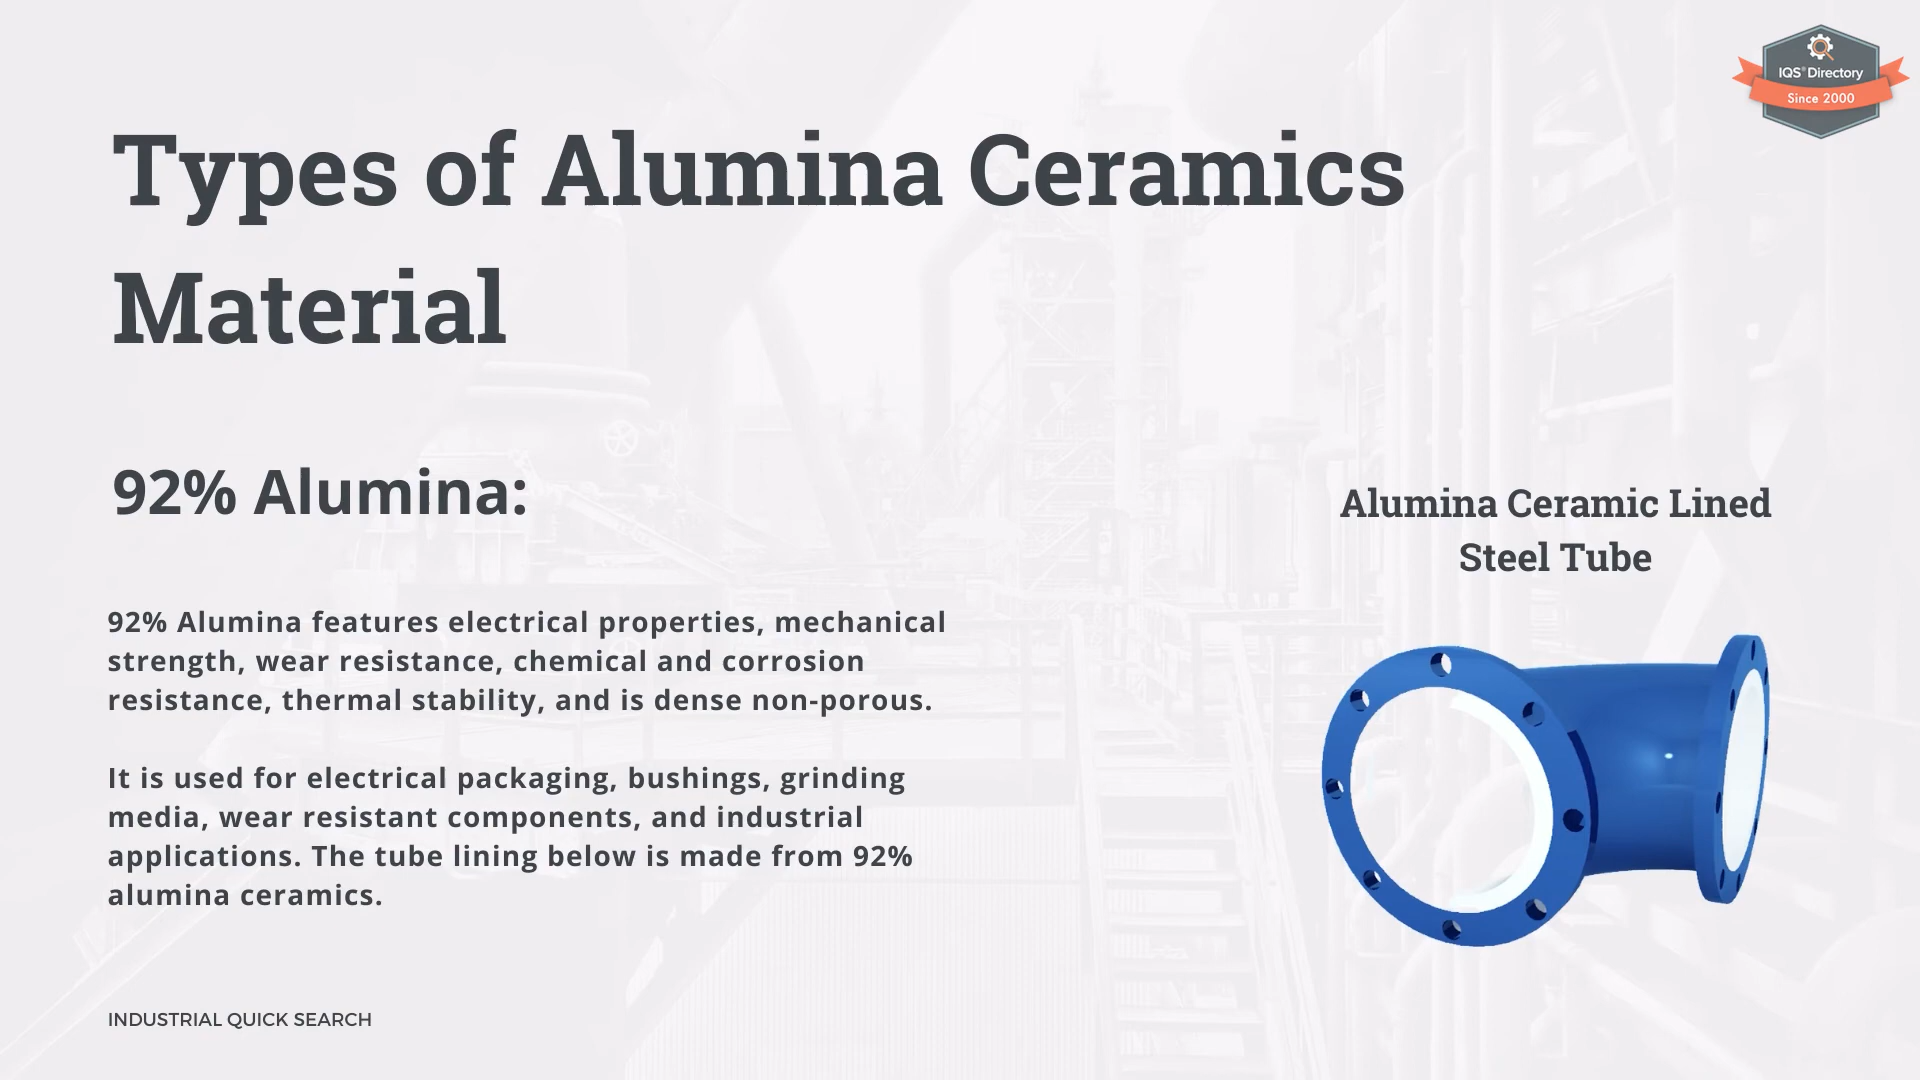 IQS® Directory
Since 2000
Types of Alumina Ceramics
Material
92% Alumina:
92% Alumina features electrical properties, mechanical
strength, wear resistance, chemical and corrosion
resistance, thermal stability, and is dense non-porous.
It is used for electrical packaging, bushings, grinding
media, wear resistant components, and industrial
applications. The tube lining below is made from 92%
alumina ceramics.
Alumina Ceramic Lined
Steel Tube
INDUSTRIAL QUICK SEARCH